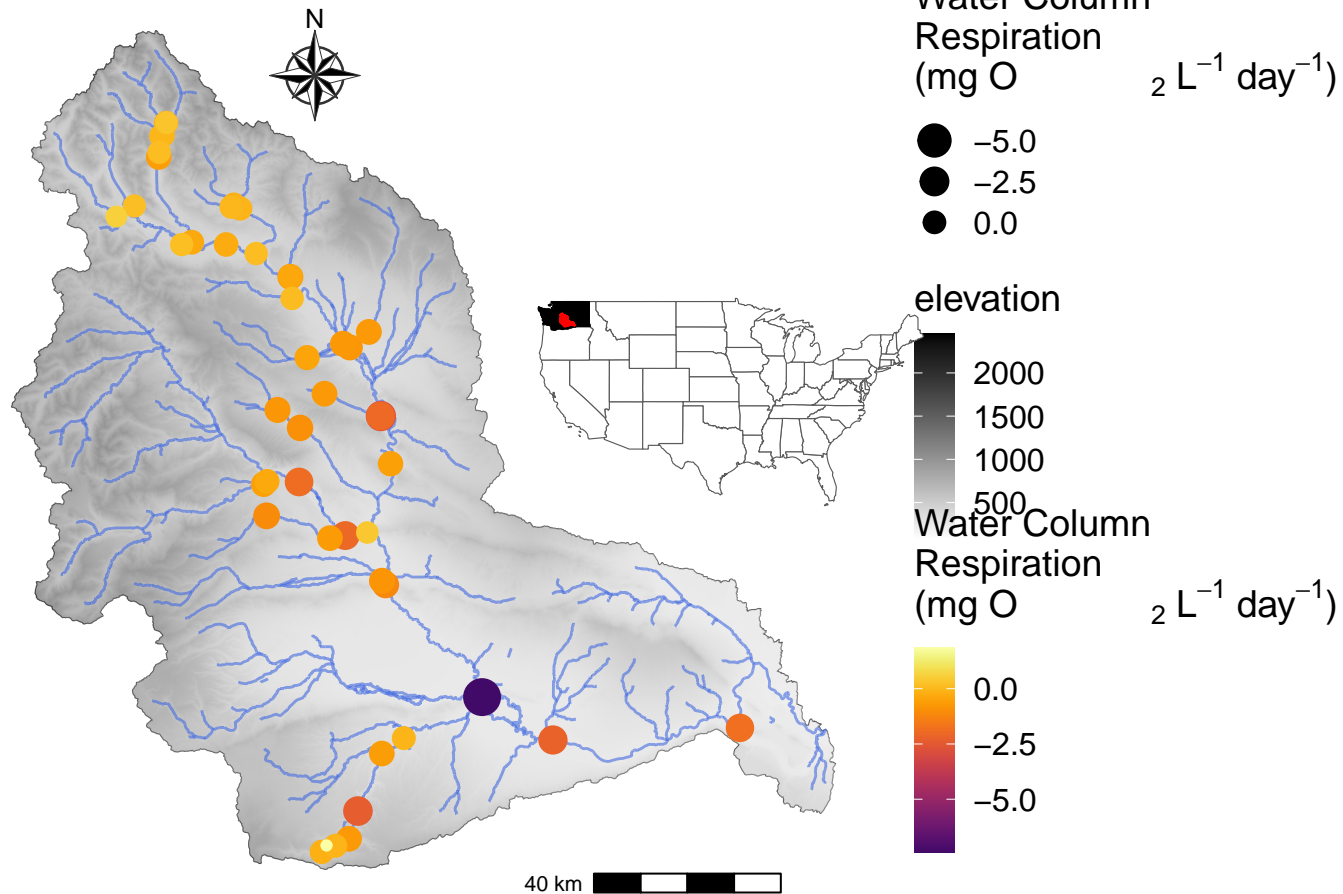 N
Water Column
Respiration
(mg O 2 L−1 day−1)
−5.0
−2.5
0.0
elevation
2000
1500
1000
500
Water Column
Respiration
(mg O 2 L−1 day−1)
0.0
−2.5
−5.0
40 km